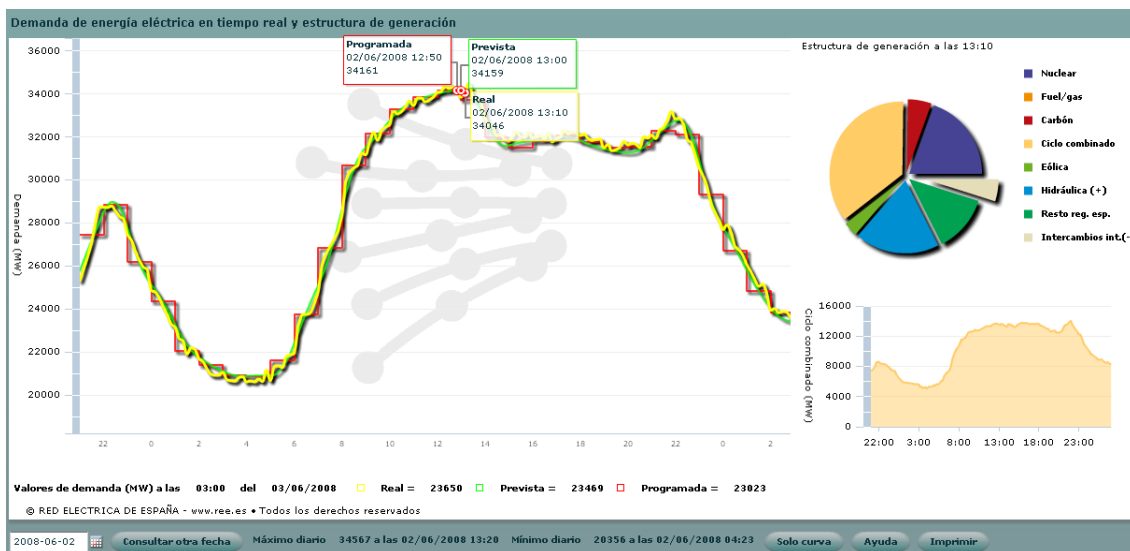 Demanda de energía eléctrica en tiempo real y estructura de generación
36000
34000
32000
30000
28000
26000
24000
22000
20000
Demanda (MW)
Programada
02/06/2008 12:50
34161
Prevista
02/06/2008 13:00
34159
Real
02/06/2008 13:10
34046
22 0 2 4 6 8 10 12 14 16 18 20 22 0 2
Estructura de generación a las 13:10
Nuclear
Fuel/gas
Carbón
Ciclo combinado
Eólica
Hidráulica (+)
Resto reg. esp.
Intercambios int.(-
Ciclo combinado (MW)
16000
12000
8000
4000
0
22:00 3:00 8:00 13:00 18:00 23:00
Valores de demanda (MW) a las 03:00 del 03/06/2008 Real = 23650 Prevista = 23469 Programada = 23023
© RED ELECTRICA DE ESPAÑA - www.ree.es • Todos los derechos reservados
2008-06-02 Consultar otra fecha Máximo diario 34567 a las 02/06/2008 13:20 Mínimo diario 20356 a las 02/06/2008 04:23 Solo curva Ayuda Imprimir